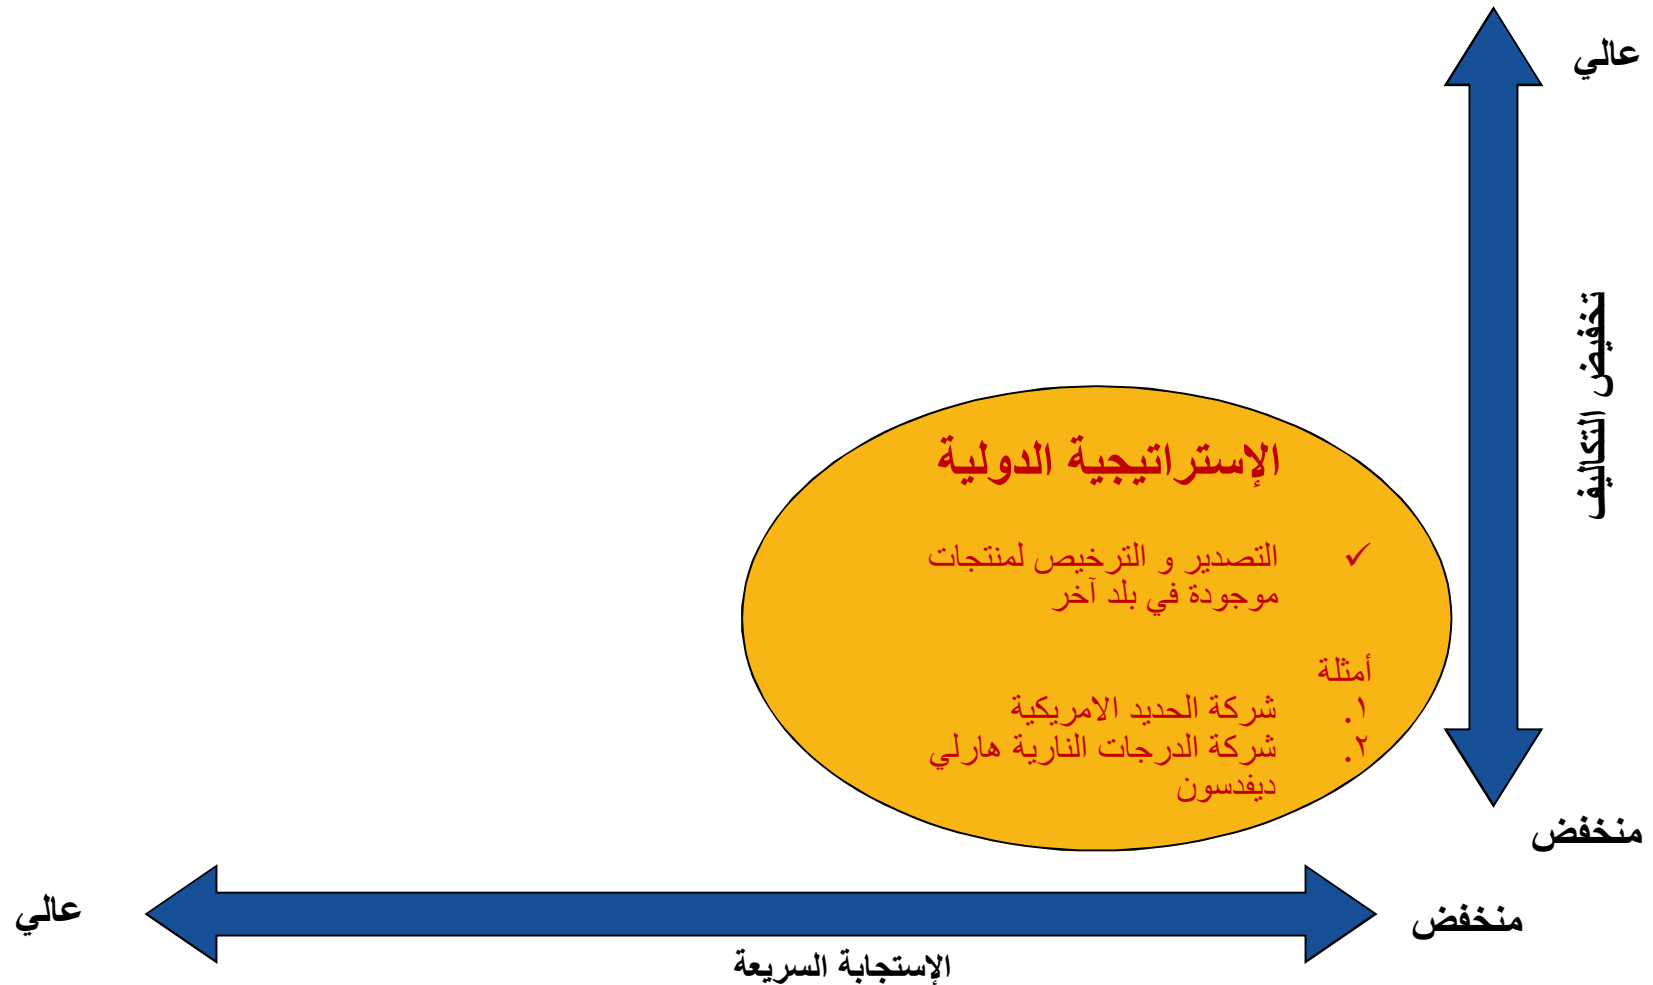 عالي
تخفيض التكاليف
الإستراتيجية الدولية
✓ التصدير و الترخيص لمنتجات
موجودة في بلد آخر
أمثلة
١. شركة الحديد الامريكية
٢. شركة الدرجات النارية هارلي
ديفدسون
منخفض
منخفض
عالي
الإستجابة السريعة